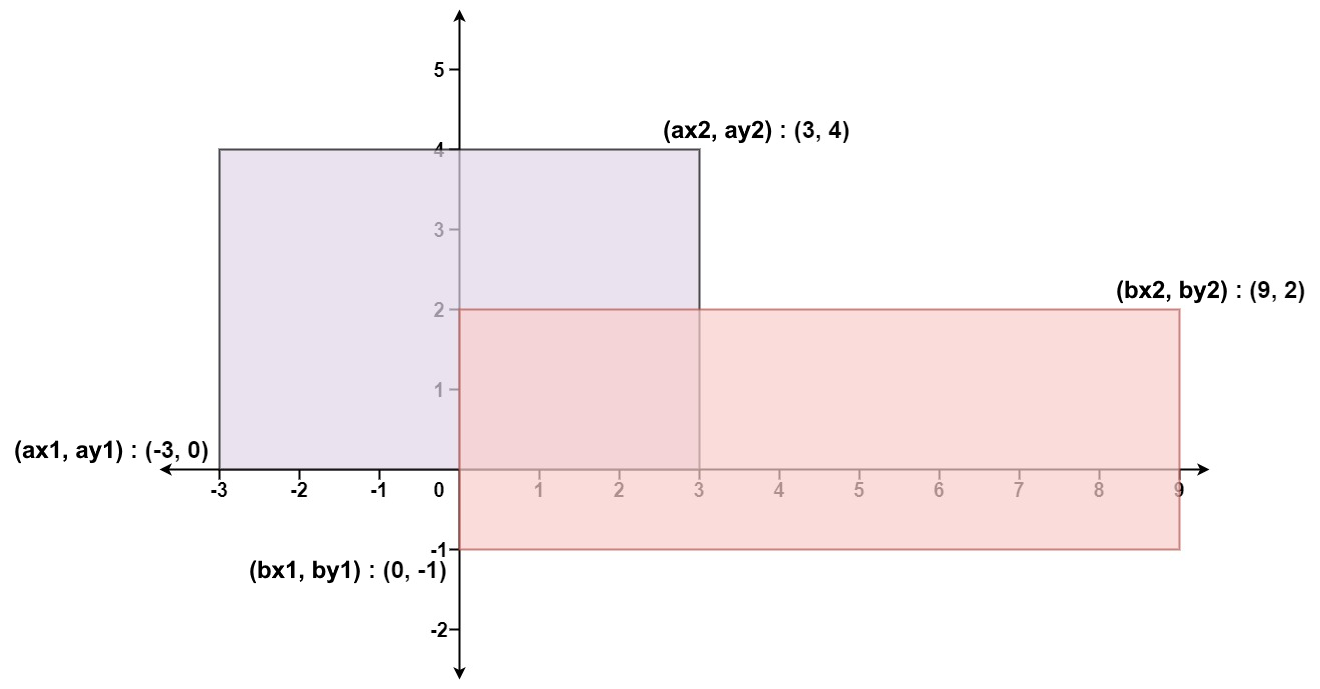 5
(ax2, ay2) : (3, 4)
4
3
(bx2, by2) : (9, 2)
2
1
(ax1, ay1) : (-3, 0)
-3 -2 -1 0 1 2 3 4 5 6 7 8 9
-1
(bx1, by1) : (0, -1)
-2